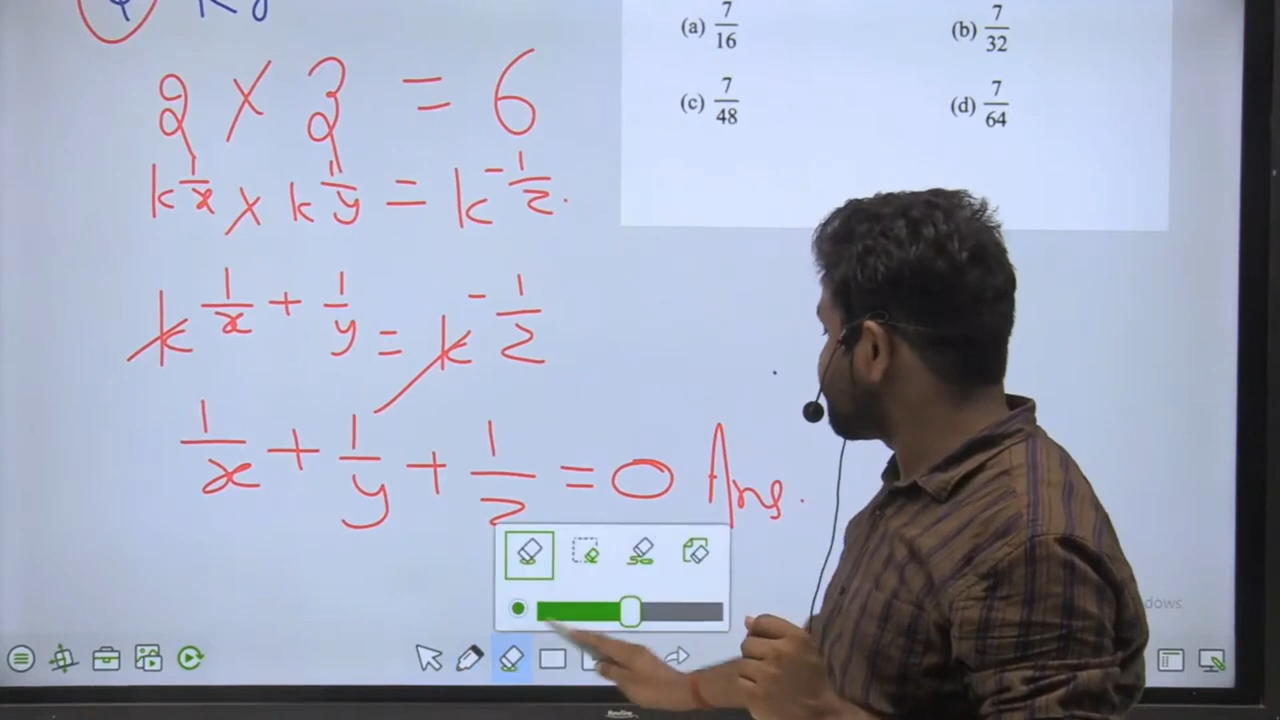 2 × 3 = 6
k^{1/x} × k^{1/y} = k^{-1/z}.
k^{1/x + 1/y} = k^{-1/z}
1/x + 1/y + 1/z = 0 Ans.
(a) 7/16 (b) 7/32
(c) 7/48 (d) 7/64
dows